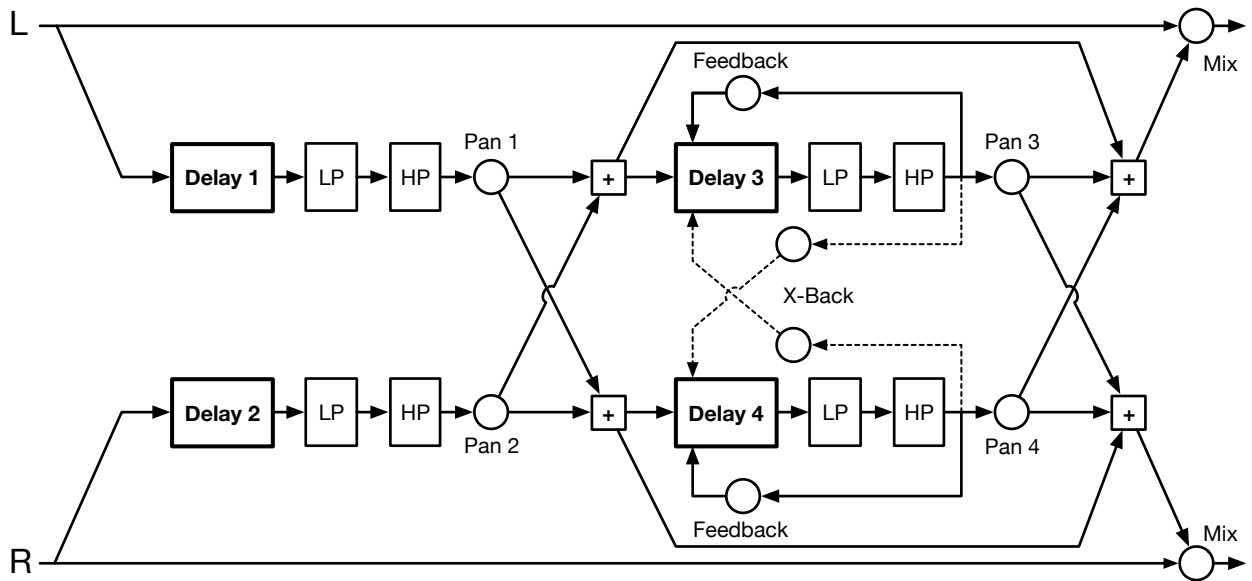 L
Mix
Feedback
Pan 1
Pan 3
Delay 1
LP
HP
+
Delay 3
LP
HP
+
X-Back
Delay 2
LP
HP
+
Delay 4
LP
HP
+
Pan 2
Pan 4
Feedback
Mix
R